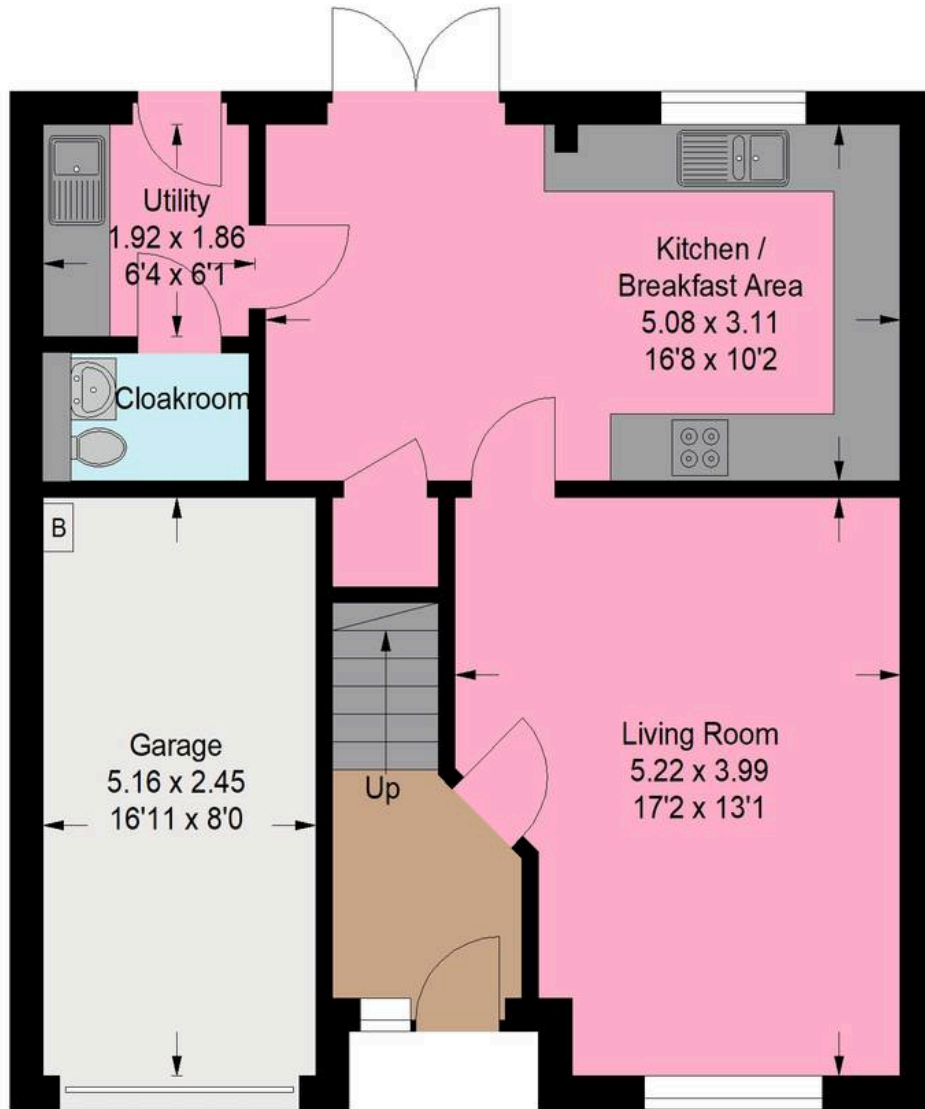 Utility
1.92 x 1.86
6'4 x 6'1
Kitchen /
Breakfast Area
5.08 x 3.11
16'8 x 10'2
Cloakroom
B
Garage
5.16 x 2.45
16'11 x 8'0
Up
Living Room
5.22 x 3.99
17'2 x 13'1